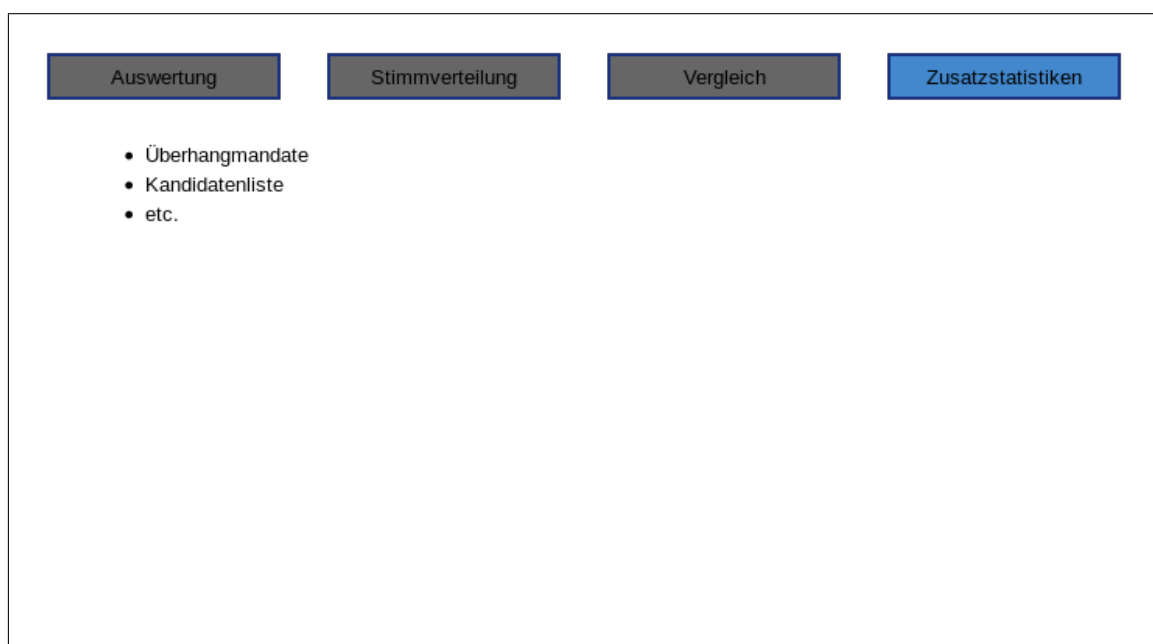 Auswertung Stimmverteilung Vergleich Zusatzstatistiken
• Überhangmandate
• Kandidatenliste
• etc.